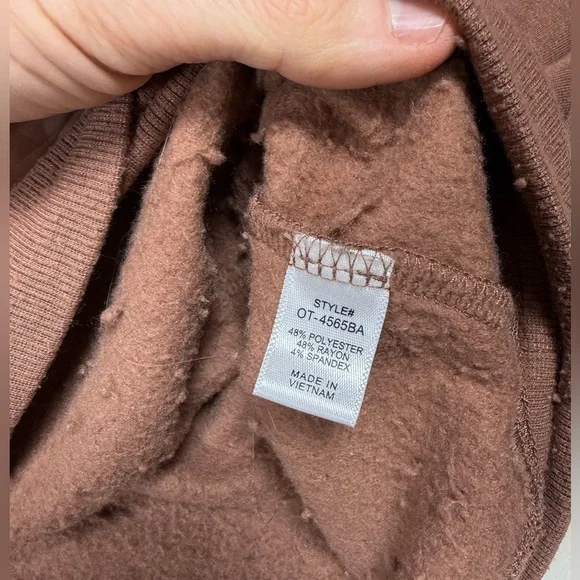 STYLE#
OT-4565BA
48% POLYESTER
48% RAYON
4% SPANDEX
MADE IN
VIETNAM